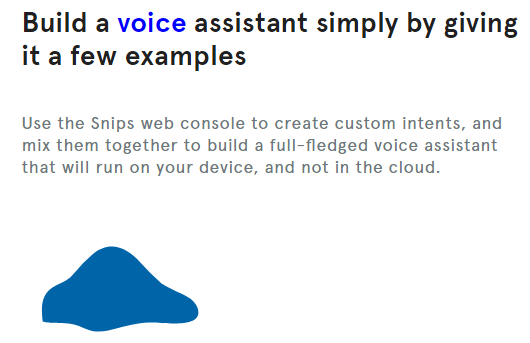 Build a voice assistant simply by giving
it a few examples
Use the Snips web console to create custom intents, and
mix them together to build a full-fledged voice assistant
that will run on your device, and not in the cloud.